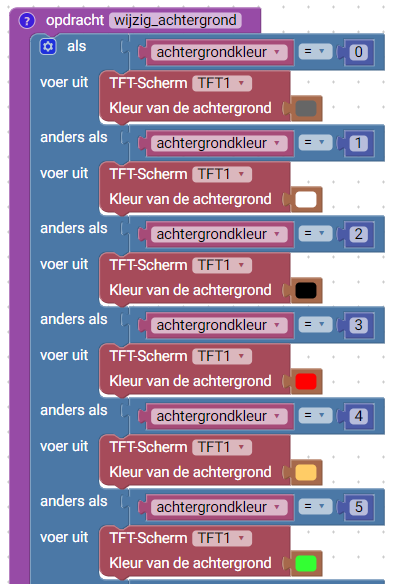 opdracht wijzig_achtergrond
als achtergrondkleur = 0
voer uit TFT-Scherm TFT1
Kleur van de achtergrond
anders als achtergrondkleur = 1
voer uit TFT-Scherm TFT1
Kleur van de achtergrond
anders als achtergrondkleur = 2
voer uit TFT-Scherm TFT1
Kleur van de achtergrond
anders als achtergrondkleur = 3
voer uit TFT-Scherm TFT1
Kleur van de achtergrond
anders als achtergrondkleur = 4
voer uit TFT-Scherm TFT1
Kleur van de achtergrond
anders als achtergrondkleur = 5
voer uit TFT-Scherm TFT1
Kleur van de achtergrond